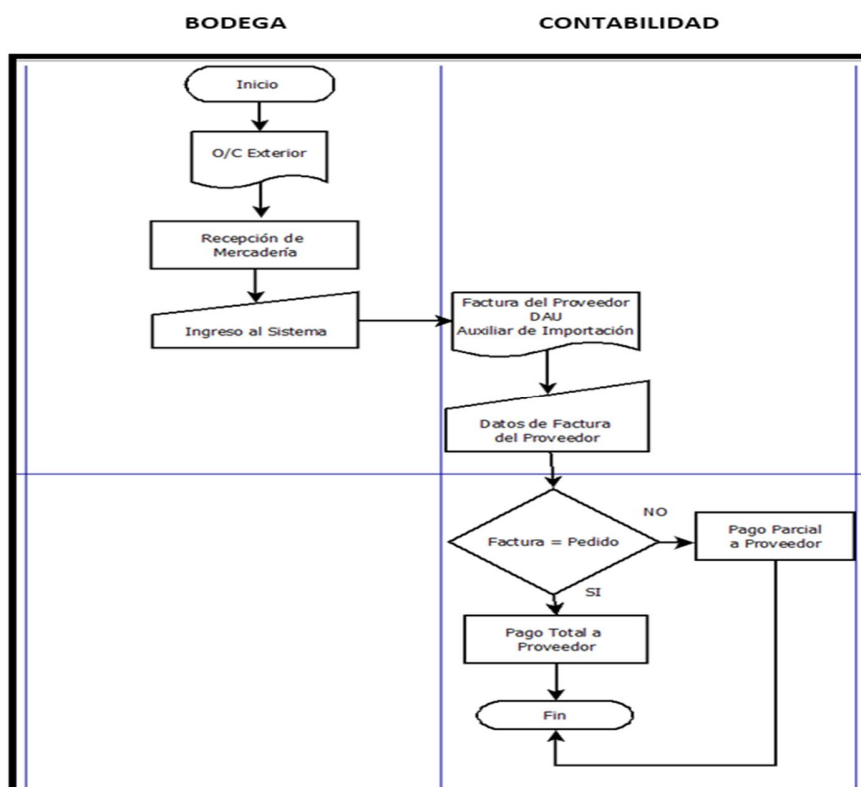 BODEGA
CONTABILIDAD
Inicio
O/C Exterior
Recepción de
Mercadería
Ingreso al Sistema
Factura del Proveedor
DAU
Auxiliar de Importación
Datos de Factura
del Proveedor
Factura = Pedido
NO
Pago Parcial
a Proveedor
SI
Pago Total a
Proveedor
Fin